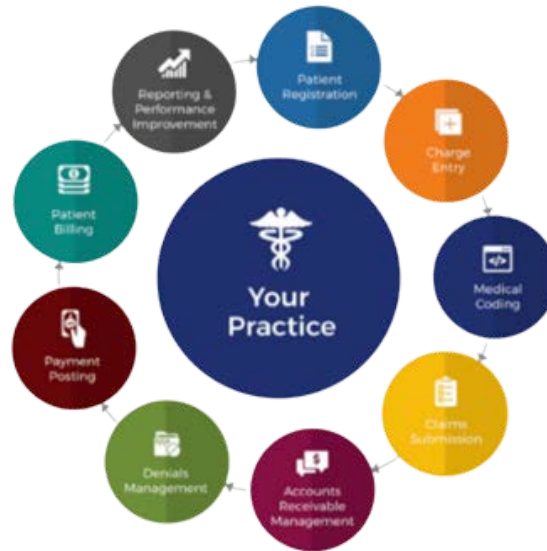 Your
Practice
Patient
Registration
Charge
Entry
Medical
Coding
Claims
Submission
Accounts
Receivable
Management
Denials
Management
Payment
Posting
Patient
Billing
Reporting &
Performance
Improvement